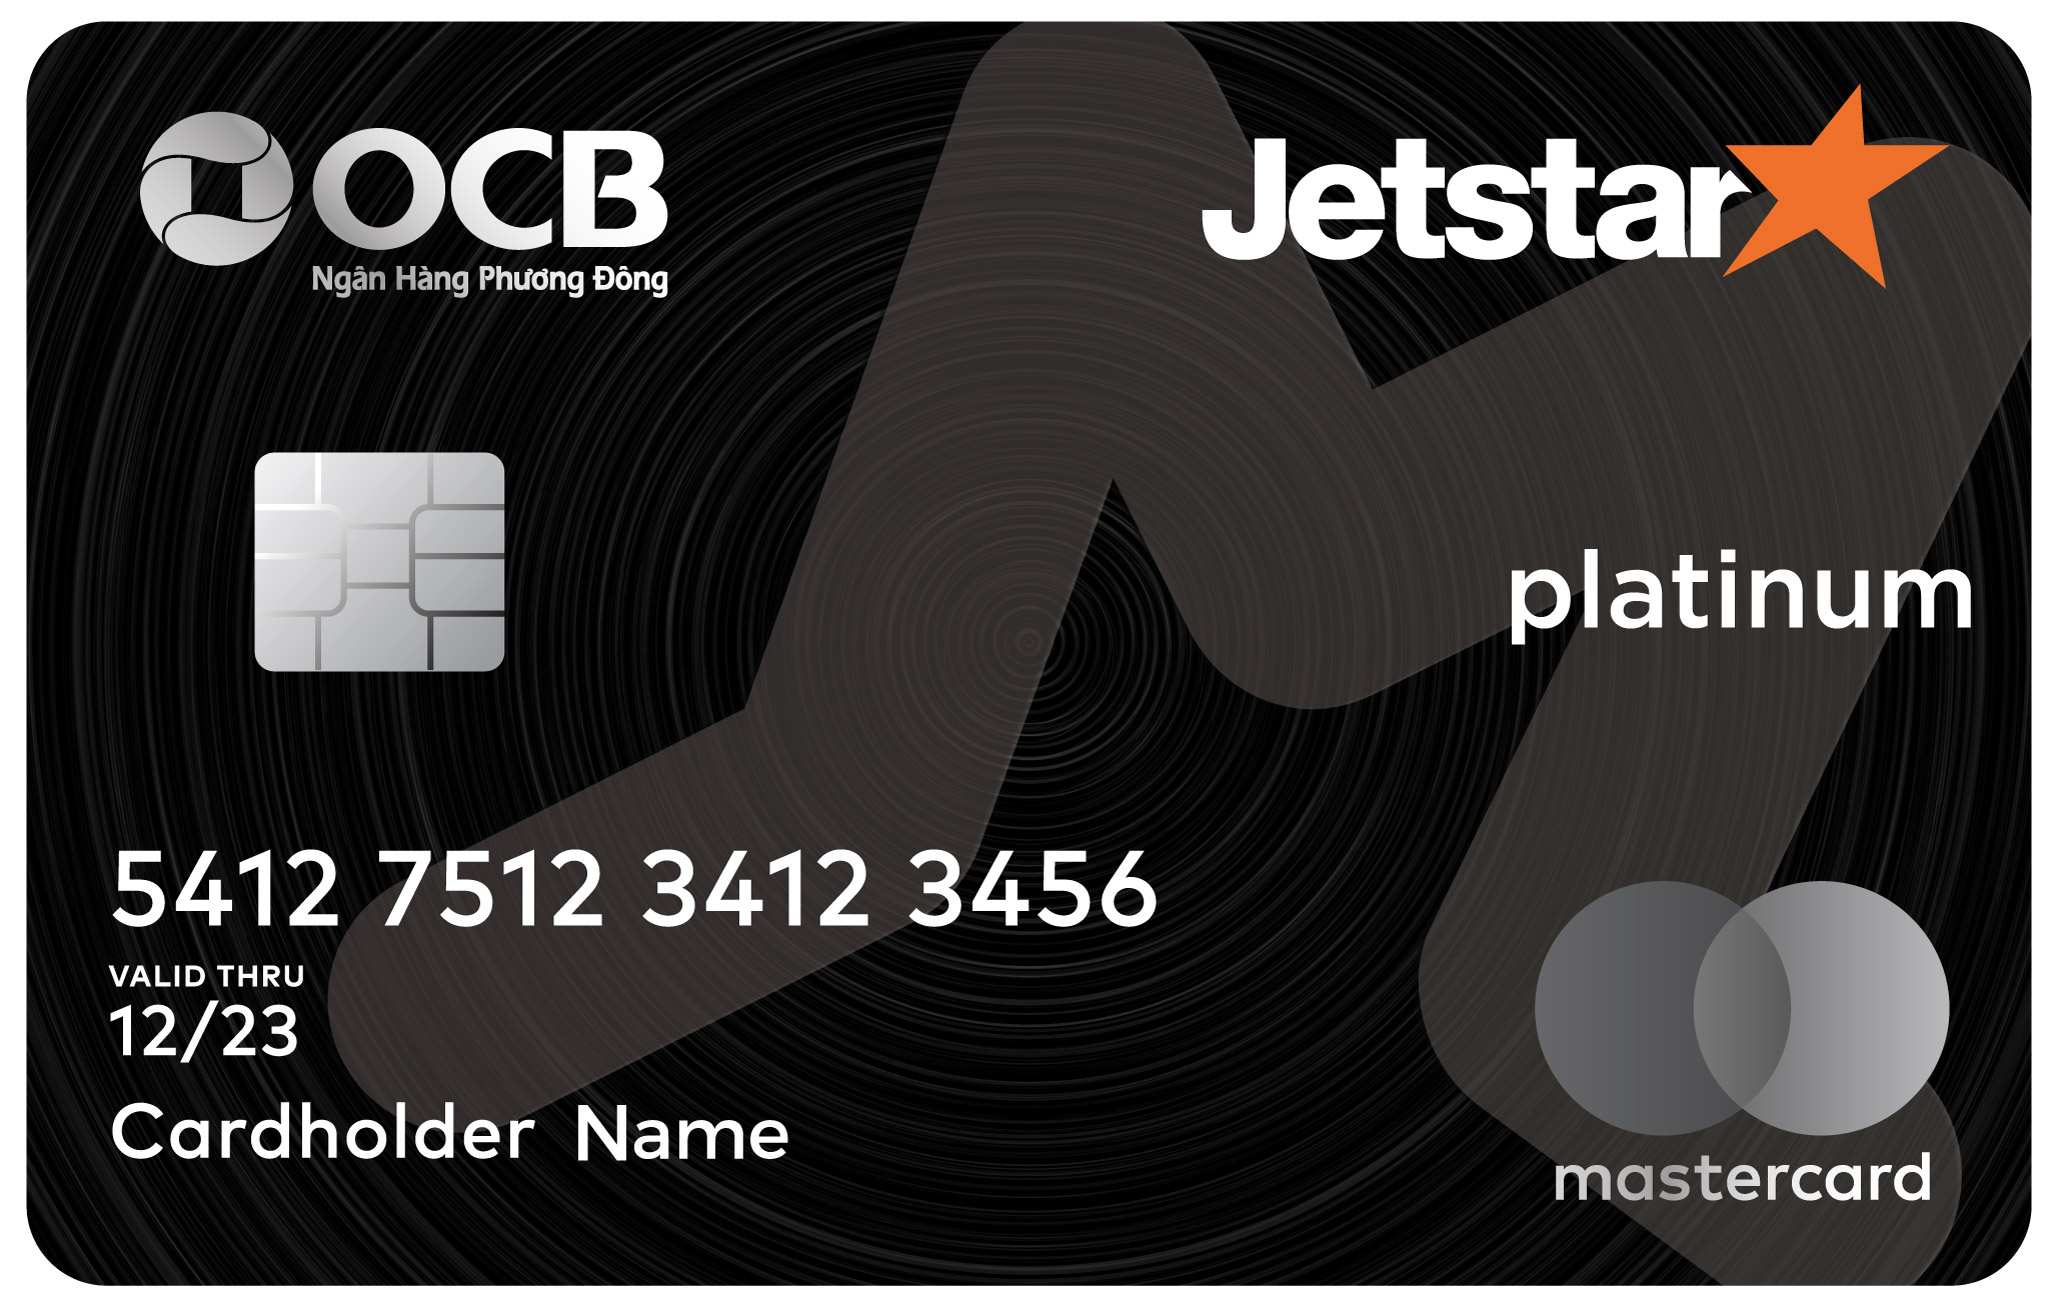 OCB
Ngân Hàng Phương Đông
Jetstar
platinum
5412 7512 3412 3456
VALID THRU
12/23
Cardholder Name
mastercard